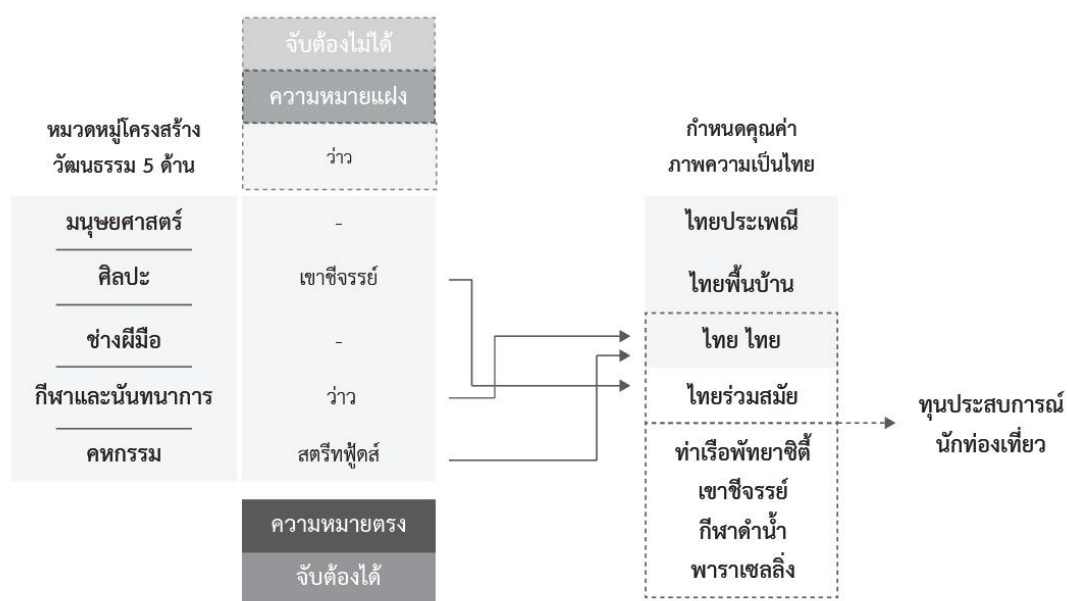 จับต้องไม่ได้
ความหมายแฝง
หมวดหมู่โครงสร้าง
วัฒนธรรม 5 ด้าน
ว่าว
กำหนดคุณค่า
ภาพความเป็นไทย
มนุษยศาสตร์
-
ไทยประเพณี
ศิลปะ
เขาชีจรรย์
ไทยพื้นบ้าน
ช่างฝีมือ
-
ไทย ไทย
กีฬาและนันทนาการ
ว่าว
ไทยร่วมสมัย
คหกรรม
สตรีทฟู้ดส์
ท่าเรือพัทยาซิตี้
เขาชีจรรย์
กีฬาดำน้ำ
พาราเซลลิ่ง
ทุนประสบการณ์
นักท่องเที่ยว
ความหมายตรง
จับต้องได้